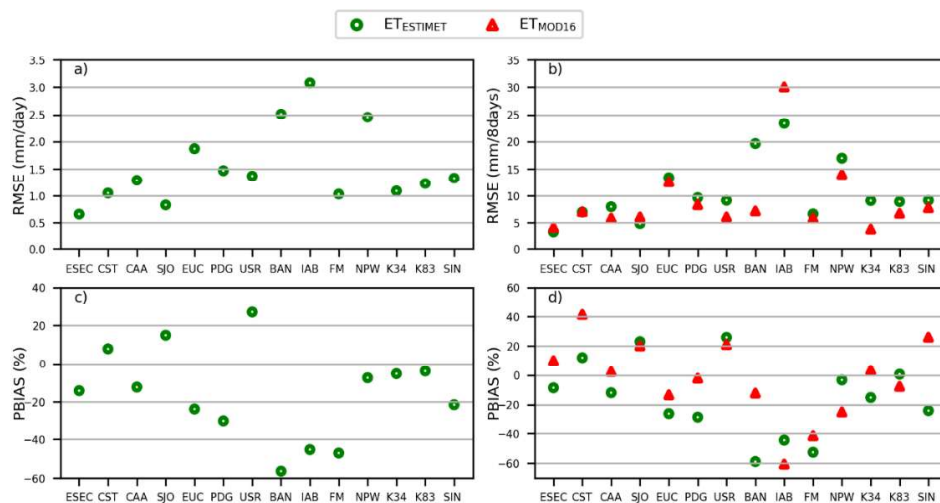 ET_ESTIMET ET_MOD16
a)
RMSE (mm/day)
3.5
3.0
2.5
2.0
1.5
1.0
0.5
0.0
ESEC CST CAA SJO EUC PDG USR BAN IAB FM NPW K34 K83 SIN
b)
RMSE (mm/8days)
35
30
25
20
15
10
5
0
ESEC CST CAA SJO EUC PDG USR BAN IAB FM NPW K34 K83 SIN
c)
PBIAS (%)
40
20
0
−20
−40
−60
ESEC CST CAA SJO EUC PDG USR BAN IAB FM NPW K34 K83 SIN
d)
PBIAS (%)
60
40
20
0
−20
−40
−60
ESEC CST CAA SJO EUC PDG USR BAN IAB FM NPW K34 K83 SIN